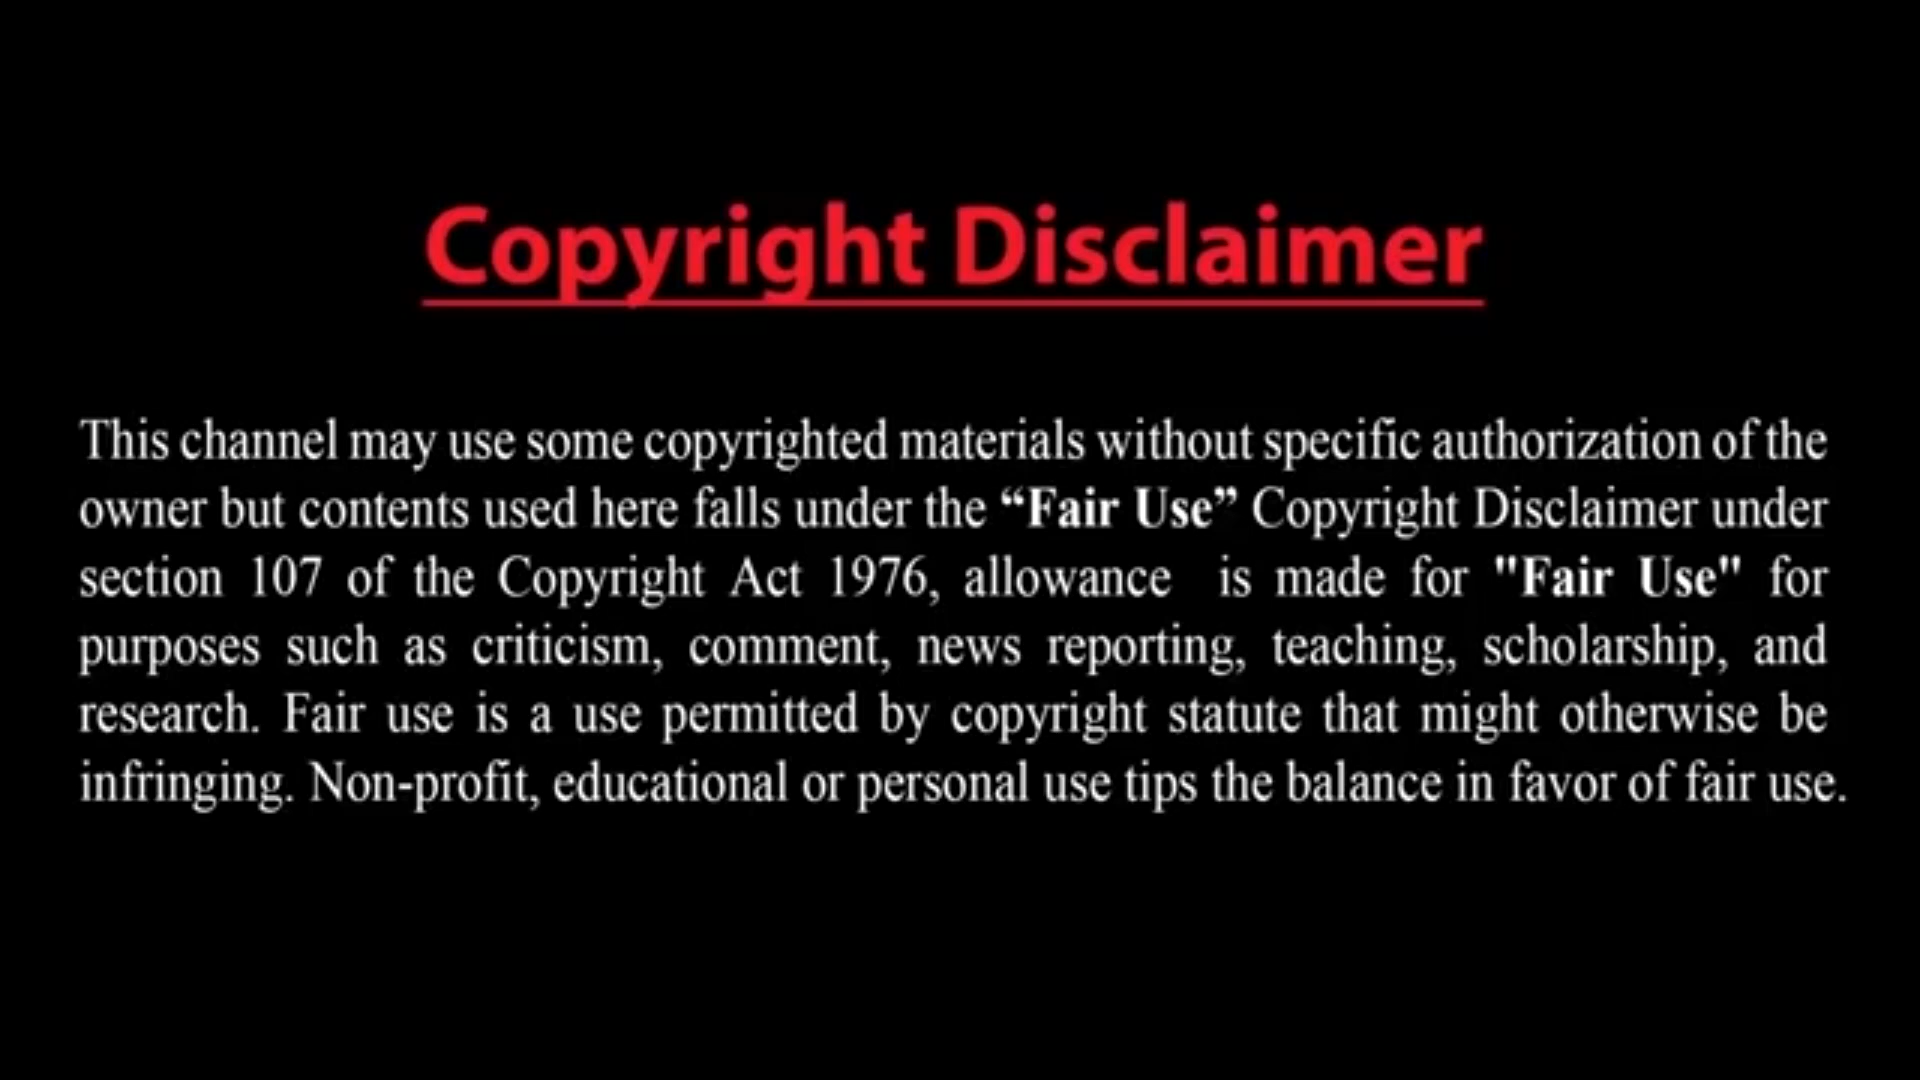 Copyright Disclaimer
This channel may use some copyrighted materials without specific authorization of the
owner but contents used here falls under the “Fair Use” Copyright Disclaimer under
section 107 of the Copyright Act 1976, allowance is made for "Fair Use" for
purposes such as criticism, comment, news reporting, teaching, scholarship, and
research. Fair use is a use permitted by copyright statute that might otherwise be
infringing. Non-profit, educational or personal use tips the balance in favor of fair use.